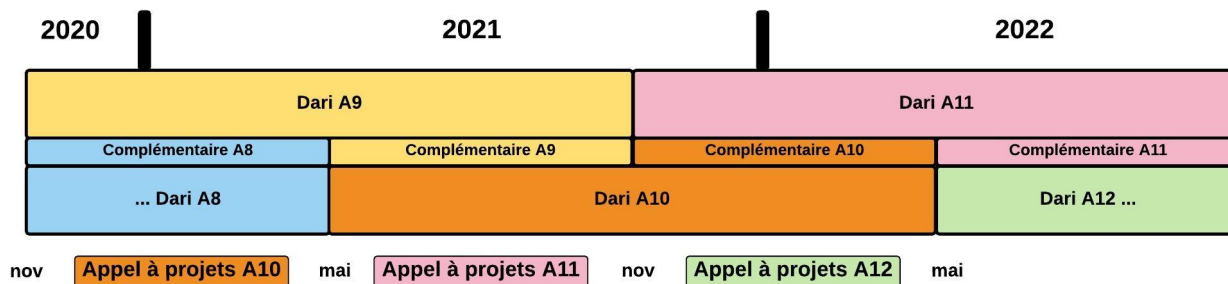 2020 2021 2022
Dari A9 Dari A11
Complémentaire A8 Complémentaire A9 Complémentaire A10 Complémentaire A11
... Dari A8 Dari A10 Dari A12 ...
nov Appel à projets A10 mai Appel à projets A11 nov Appel à projets A12 mai